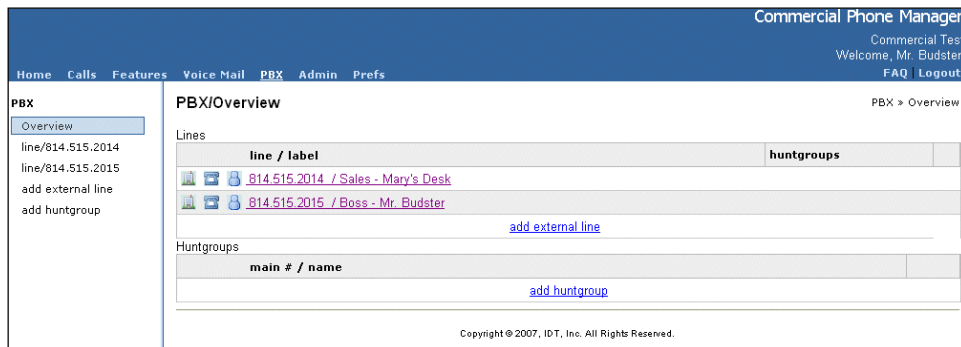 Commercial Phone Manager
Commercial Test
Welcome, Mr. Budster
Home Calls Features Voice Mail PBX Admin Prefs FAQ | Logout
PBX
Overview
line/814.515.2014
line/814.515.2015
add external line
add huntgroup
PBX/Overview PBX » Overview
Lines
line / label huntgroups
814.515.2014 / Sales - Mary's Desk
814.515.2015 / Boss - Mr. Budster
add external line
Huntgroups
main # / name
add huntgroup
Copyright © 2007, IDT, Inc. All Rights Reserved.